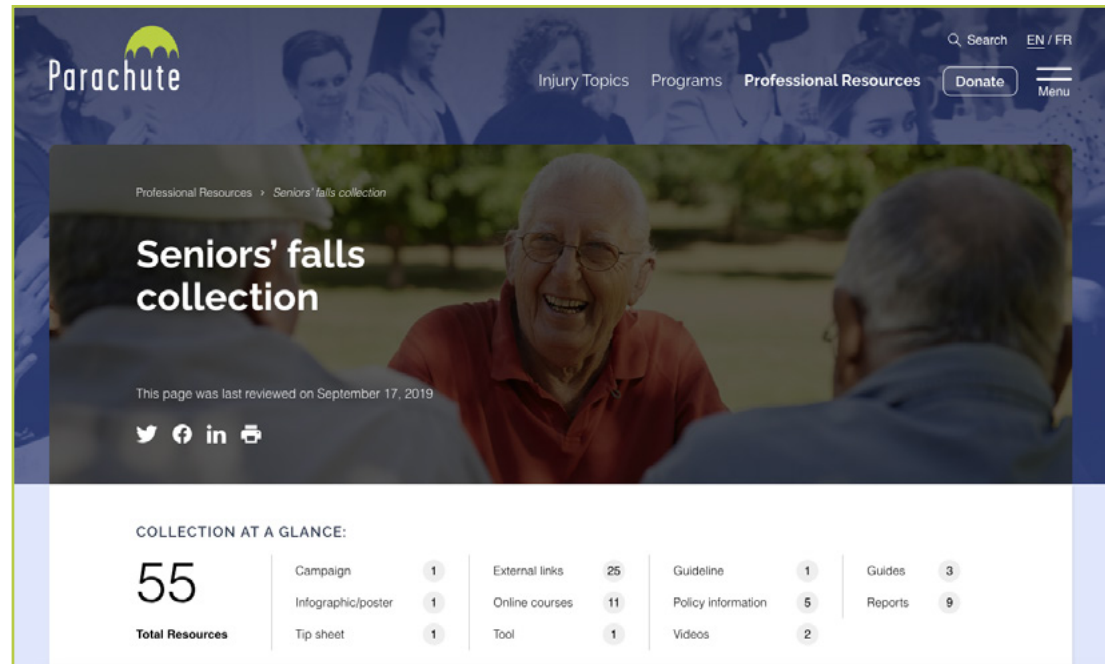 Parachute
Search EN / FR
Injury Topics Programs Professional Resources Donate Menu
Professional Resources › Seniors' falls collection
Seniors' falls
collection
This page was last reviewed on September 17, 2019
COLLECTION AT A GLANCE:
55
Total Resources
Campaign 1
Infographic/poster 1
Tip sheet 1
External links 25
Online courses 11
Tool 1
Guideline 1
Policy information 5
Videos 2
Guides 3
Reports 9